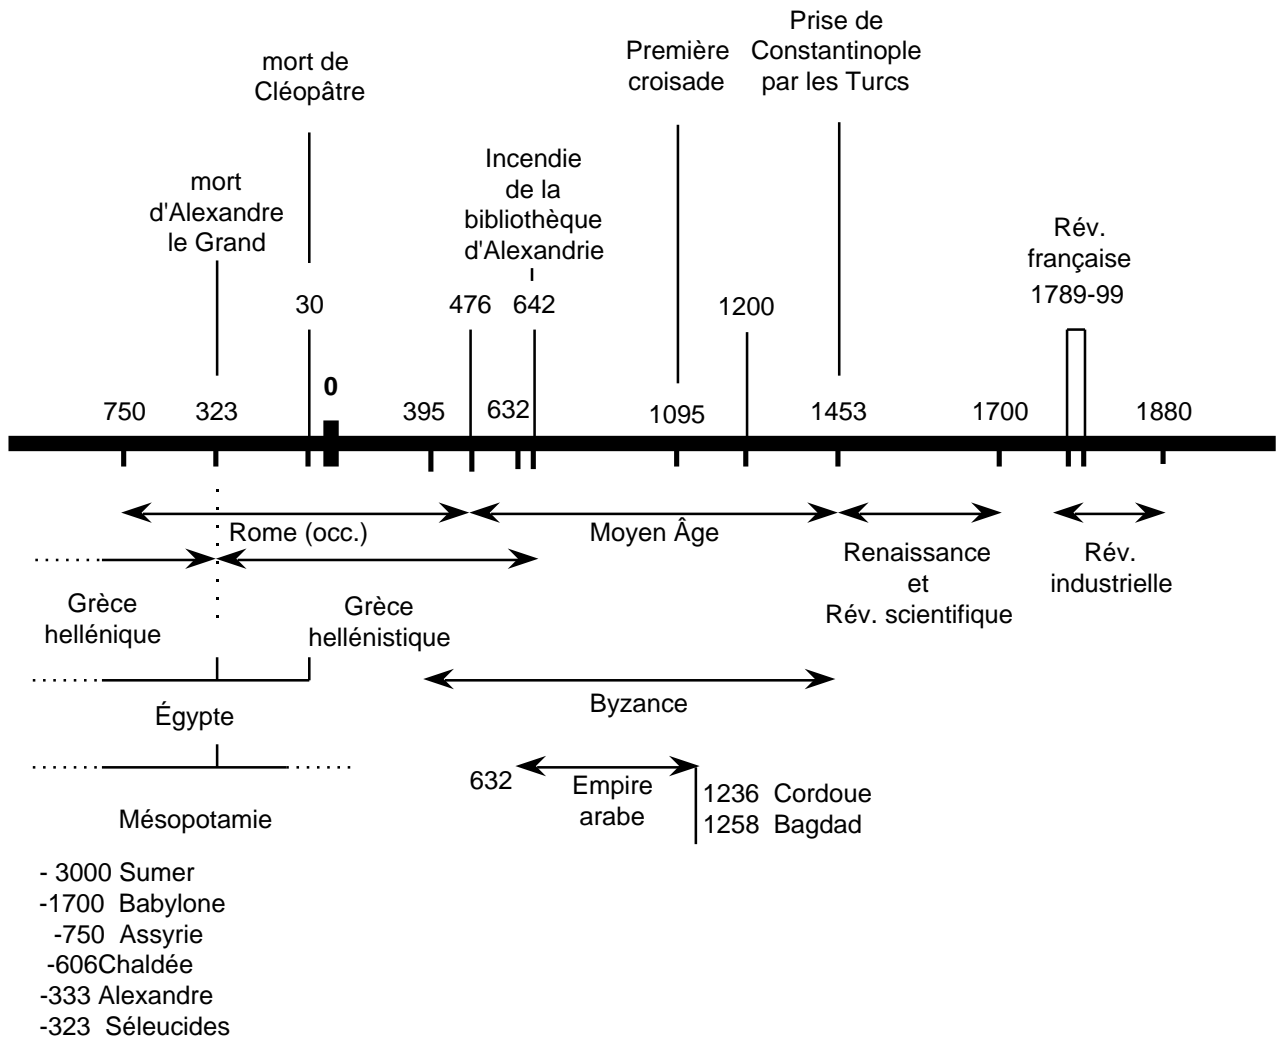 Prise de
Constantinople
par les Turcs
Première
croisade
mort de
Cléopâtre
Incendie
de la
bibliothèque
d'Alexandrie
mort
d'Alexandre
le Grand
Rév.
française
1789-99
30
476
642
1200
0
750
323
395
632
1095
1453
1700
1880
Rome (occ.)
Moyen Âge
Renaissance
et
Rév. scientifique
Rév.
industrielle
Grèce
hellénique
Grèce
hellénistique
Égypte
Byzance
632
Empire
arabe
1236 Cordoue
1258 Bagdad
Mésopotamie
- 3000 Sumer
-1700 Babylone
-750 Assyrie
-606Chaldée
-333 Alexandre
-323 Séleucides